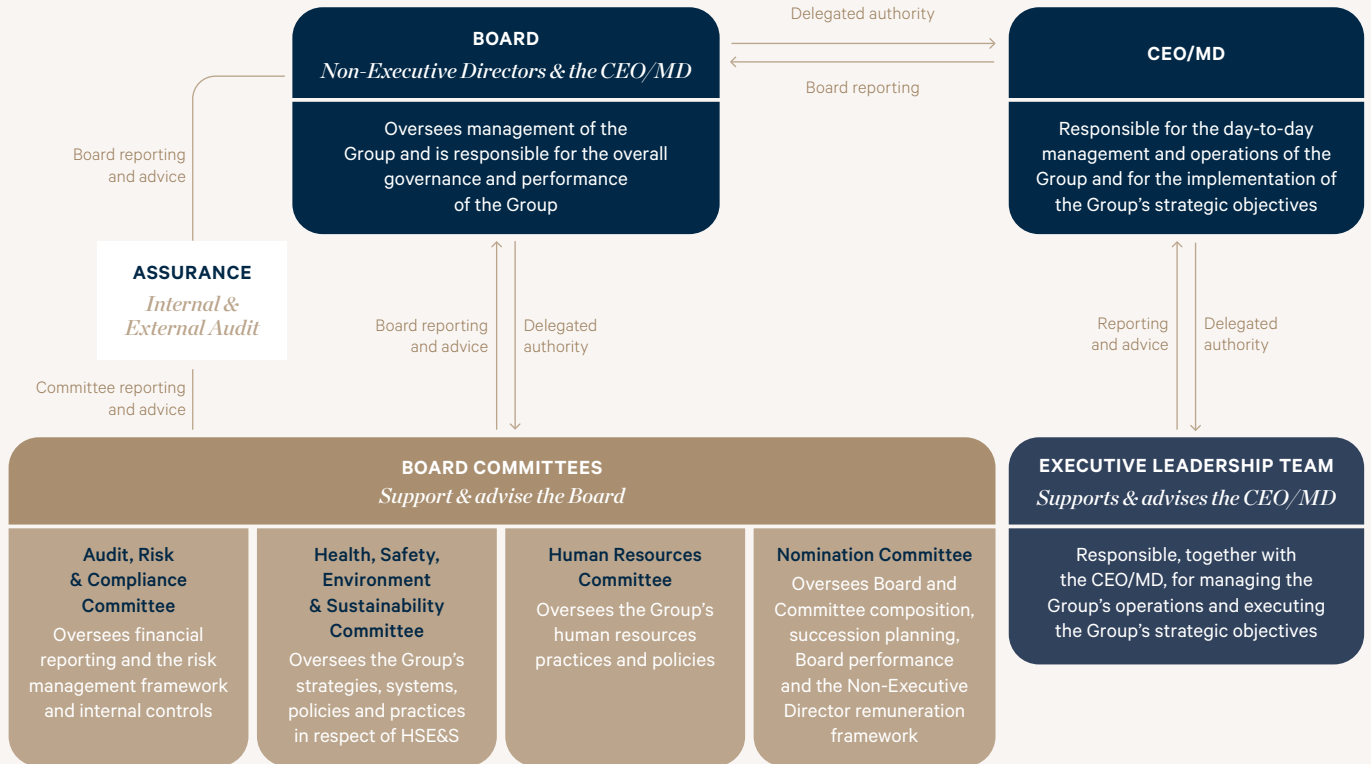 Delegated authority
BOARD
Non-Executive Directors & the CEO/MD
CEO/MD
Board reporting
Oversees management of the
Group and is responsible for the overall
governance and performance
of the Group
Responsible for the day-to-day
management and operations of the
Group and for the implementation of
the Group’s strategic objectives
Board reporting
and advice
ASSURANCE
Internal &
External Audit
Board reporting
and advice
Delegated
authority
Reporting
and advice
Delegated
authority
Committee reporting
and advice
BOARD COMMITTEES
Support & advise the Board
EXECUTIVE LEADERSHIP TEAM
Supports & advises the CEO/MD
Audit, Risk
& Compliance
Committee
Oversees financial
reporting and the risk
management framework
and internal controls
Health, Safety,
Environment
& Sustainability
Committee
Oversees the Group’s
strategies, systems,
policies and practices
in respect of HSE&S
Human Resources
Committee
Oversees the Group’s
human resources
practices and policies
Nomination Committee
Oversees Board and
Committee composition,
succession planning,
Board performance
and the Non-Executive
Director remuneration
framework
Responsible, together with
the CEO/MD, for managing the
Group’s operations and executing
the Group’s strategic objectives